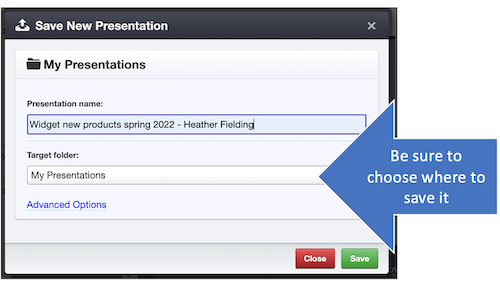 Save New Presentation
My Presentations
Presentation name:
Widget new products spring 2022 - Heather Fielding
Target folder:
My Presentations
Advanced Options
Be sure to
choose where to
save it
Close
Save